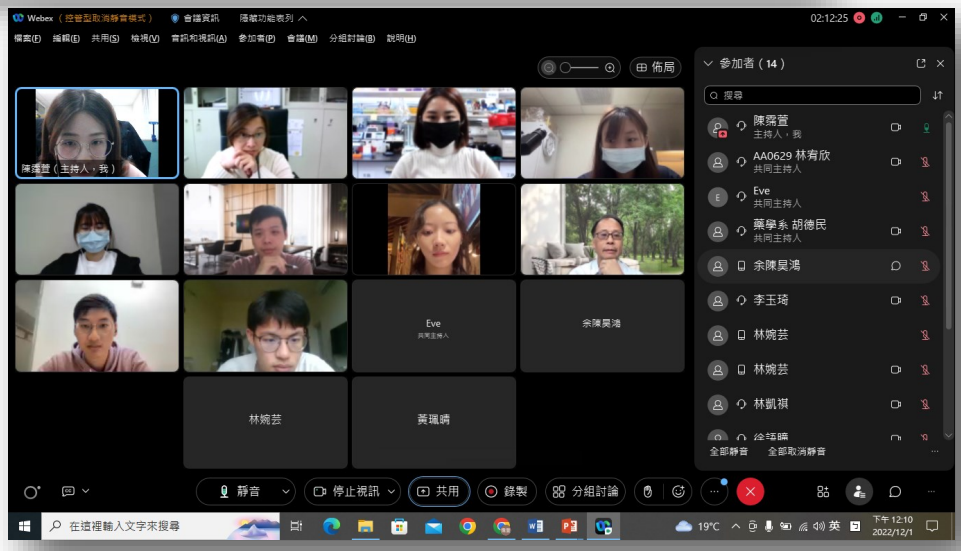 Webex （控管型取消靜音模式） 會議資訊 隱藏功能表列 02:12:25
檔案(F) 編輯(E) 共用(S) 檢視(V) 音訊和視訊(A) 參加者(P) 會議(M) 分組討論(B) 說明(H)
佈局
參加者 ( 14 )
搜尋
陳霈萱
主持人，我
AA0629 林宥欣
共同主持人
E
Eve
共同主持人
藥學系 胡德民
共同主持人
余陳昊鴻
李玉琦
林婉芸
林婉芸
林凱祺
徐語瞳
全部靜音 全部取消靜音
陳霈萱（主持人，我）
Eve
共同主持人
余陳昊鴻
林婉芸
黃珮晴
靜音 停止視訊 共用 錄製 分組討論
在這裡輸入文字來搜尋
19°C
英
下午 12:10
2022/12/1